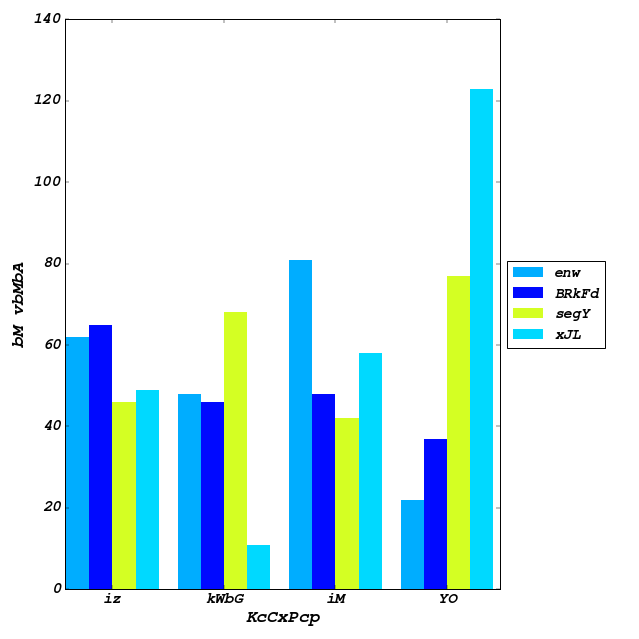 140
120
100
80
60
40
20
0
bM vbMbA
iz kWbG iM YO
KcCxPcp
enw
BRkFd
segY
xJL